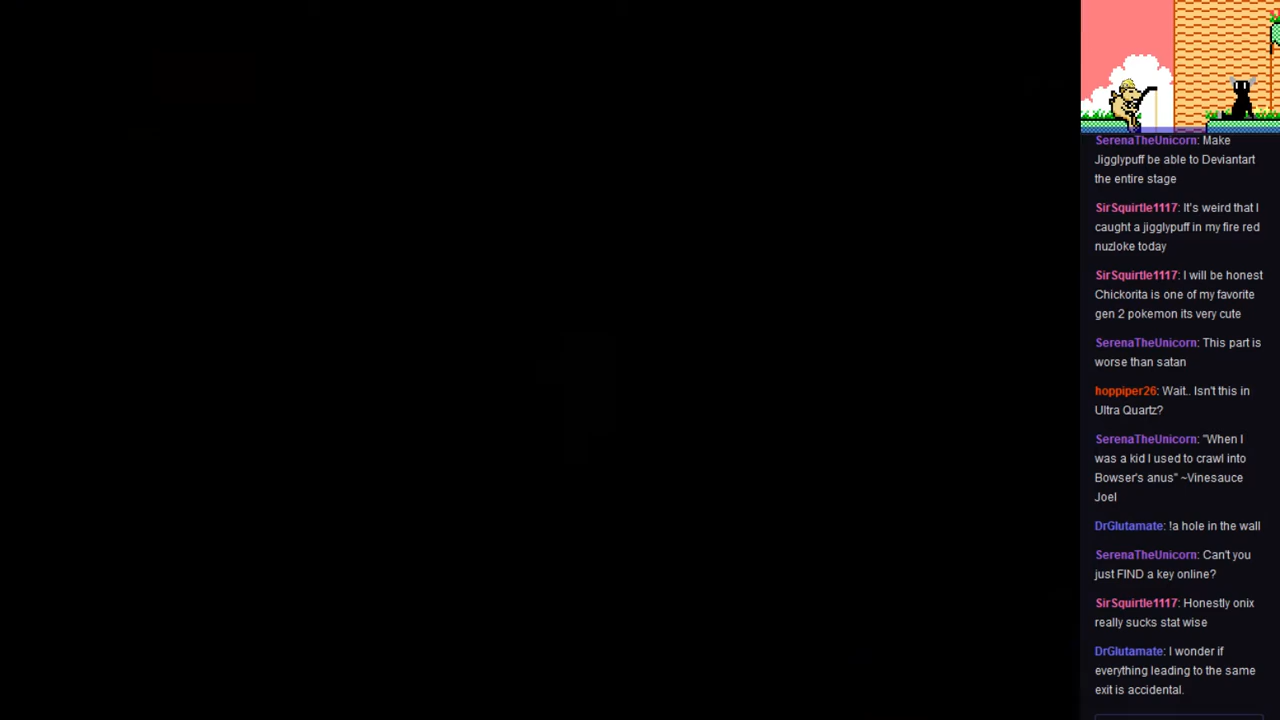 SerenaTheUnicorn: Make
Jigglypuff be able to Deviantart
the entire stage
SirSquirtle1117: It's weird that I
caught a jigglypuff in my fire red
nuzloke today
SirSquirtle1117: I will be honest
Chickorita is one of my favorite
gen 2 pokemon its very cute
SerenaTheUnicorn: This part is
worse than satan
hoppiper26: Wait.. Isn't this in
Ultra Quartz?
SerenaTheUnicorn: "When I
was a kid I used to crawl into
Bowser's anus" ~Vinesauce
Joel
DrGlutamate: !a hole in the wall
SerenaTheUnicorn: Can't you
just FIND a key online?
SirSquirtle1117: Honestly onix
really sucks stat wise
DrGlutamate: I wonder if
everything leading to the same
exit is accidental.